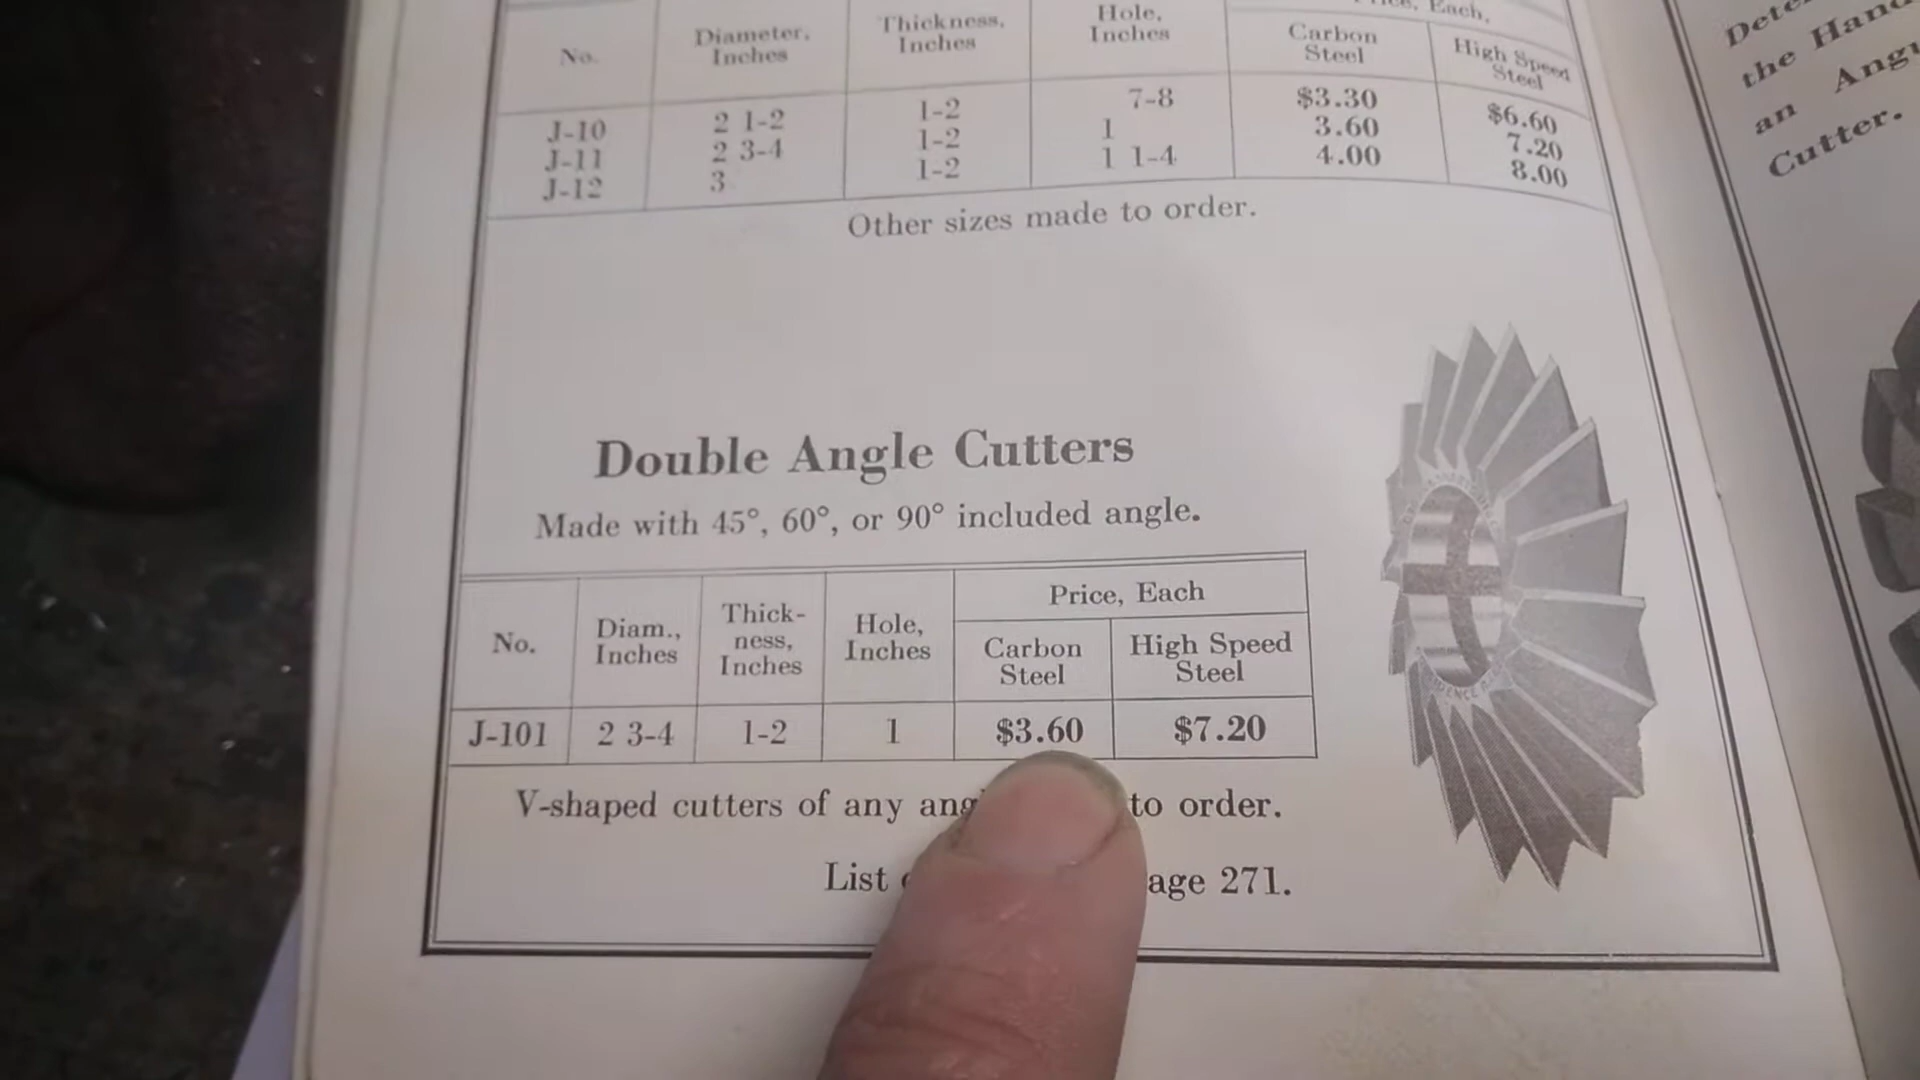 Each.
No. Diameter, Inches Thickness, Inches Hole, Inches Carbon Steel High Speed Steel
J-10 2 1-2 1-2 7-8 $3.30 $6.60
J-11 2 3-4 1-2 1 3.60 7.20
J-12 3 1-2 1 1-4 4.00 8.00
Other sizes made to order.
Double Angle Cutters
Made with 45°, 60°, or 90° included angle.
No. Diam., Inches Thick-ness, Inches Hole, Inches Price, Each
Carbon Steel High Speed Steel
J-101 2 3-4 1-2 1 $3.60 $7.20
V-shaped cutters of any to order.
List 271.
the
an
Cutter.